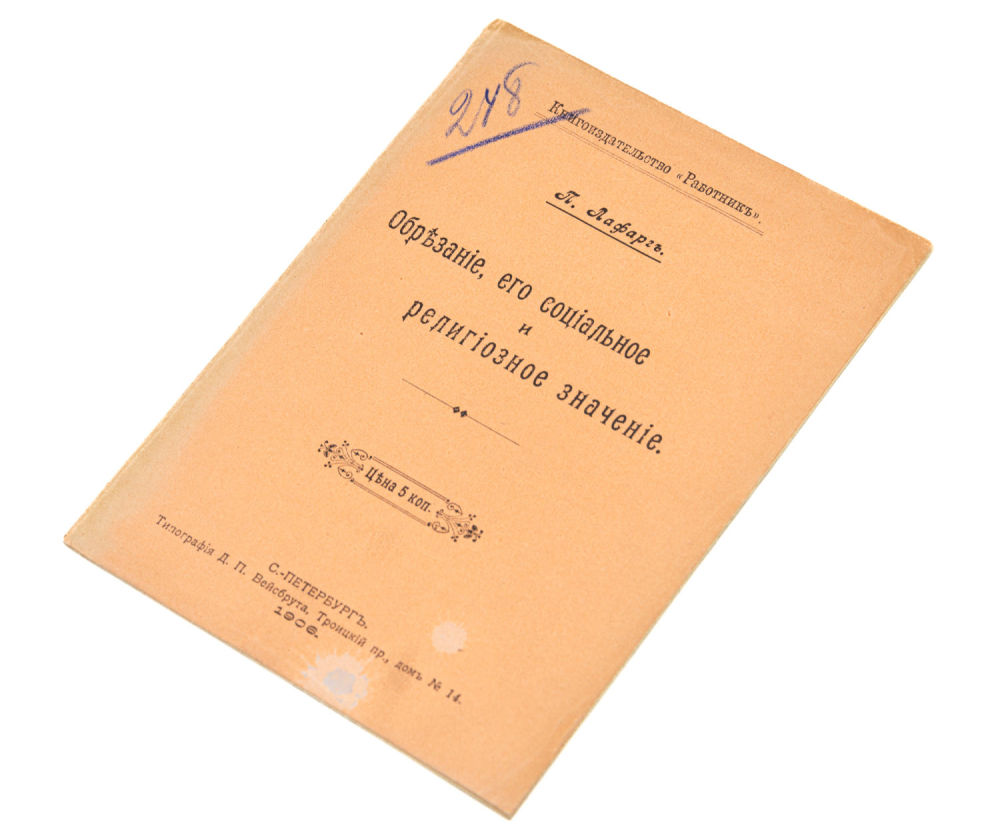 248
Книгоиздательство «Работникъ».
П. Лафаргъ.
Обрѣзаніе, его соціальное
и
религіозное значеніе.
Цѣна 5 коп.
С.-ПЕТЕРБУРГЪ.
Типографія Д. П. Вейсбрута, Троицкій пр., домъ № 14.
1906.